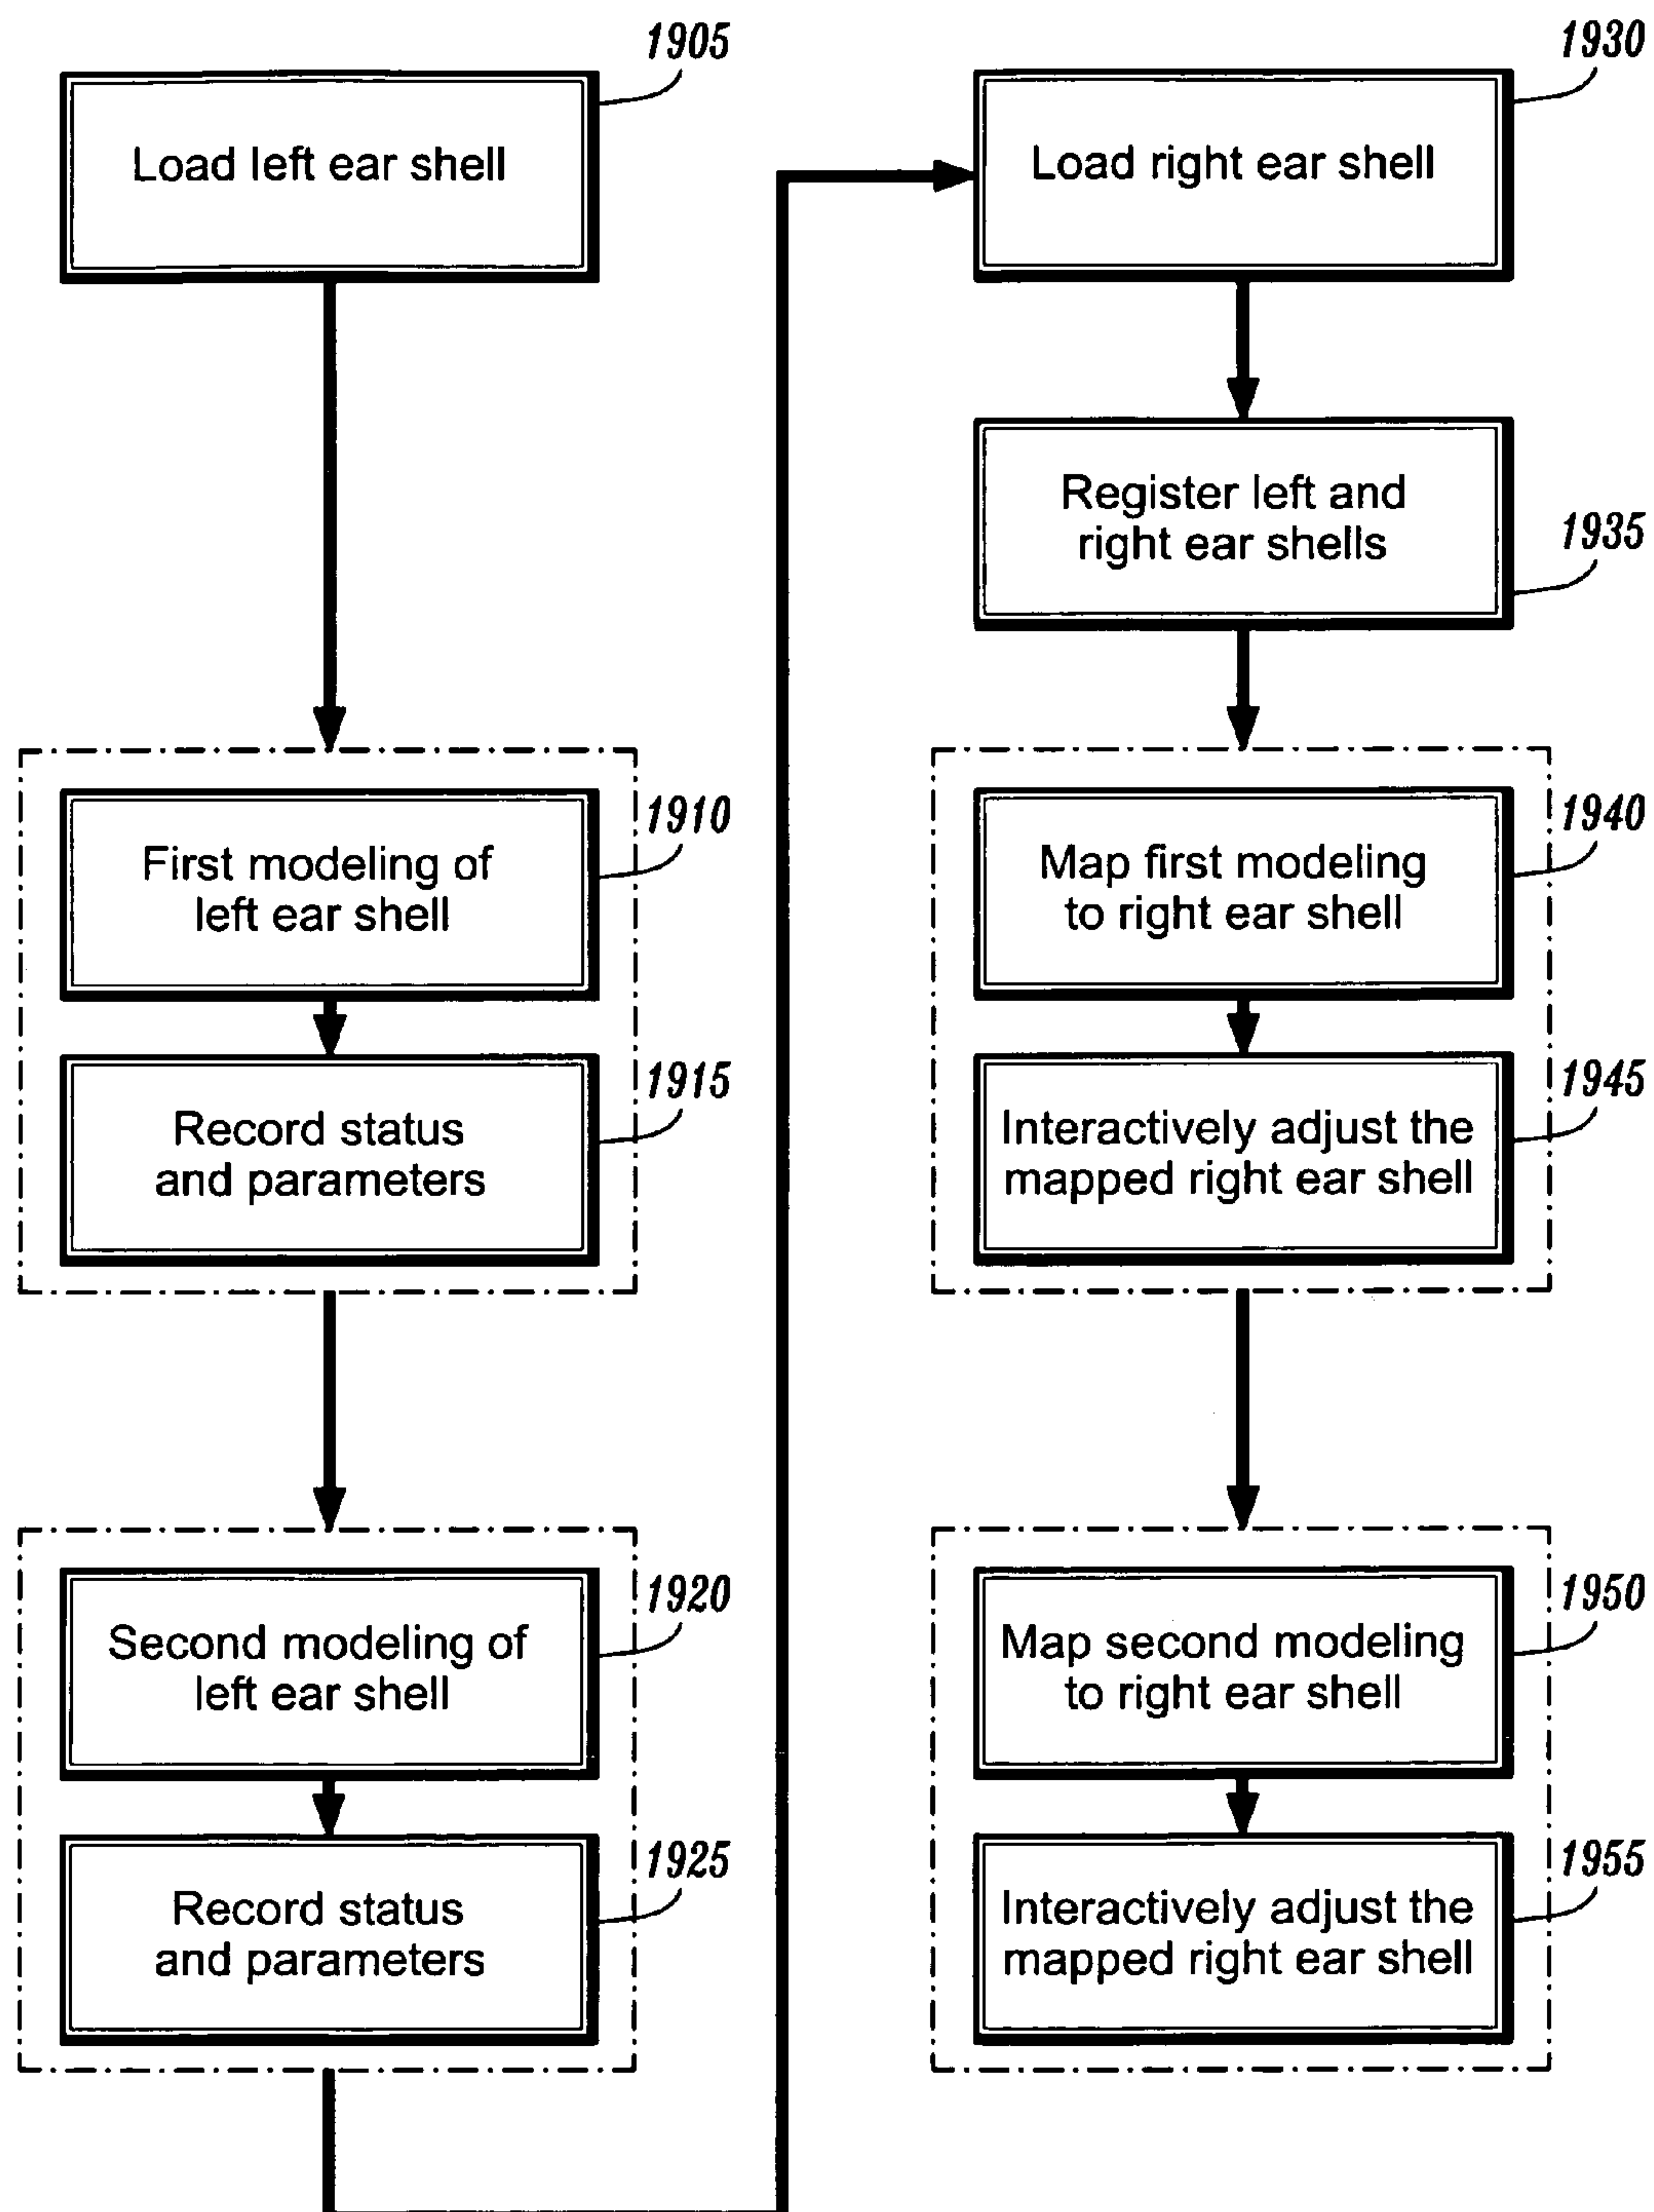 1905
Load left ear shell
1910
First modeling of
left ear shell
1915
Record status
and parameters
1920
Second modeling of
left ear shell
1925
Record status
and parameters
1930
Load right ear shell
Register left and
right ear shells
1935
1940
Map first modeling
to right ear shell
1945
Interactively adjust the
mapped right ear shell
1950
Map second modeling
to right ear shell
1955
Interactively adjust the
mapped right ear shell